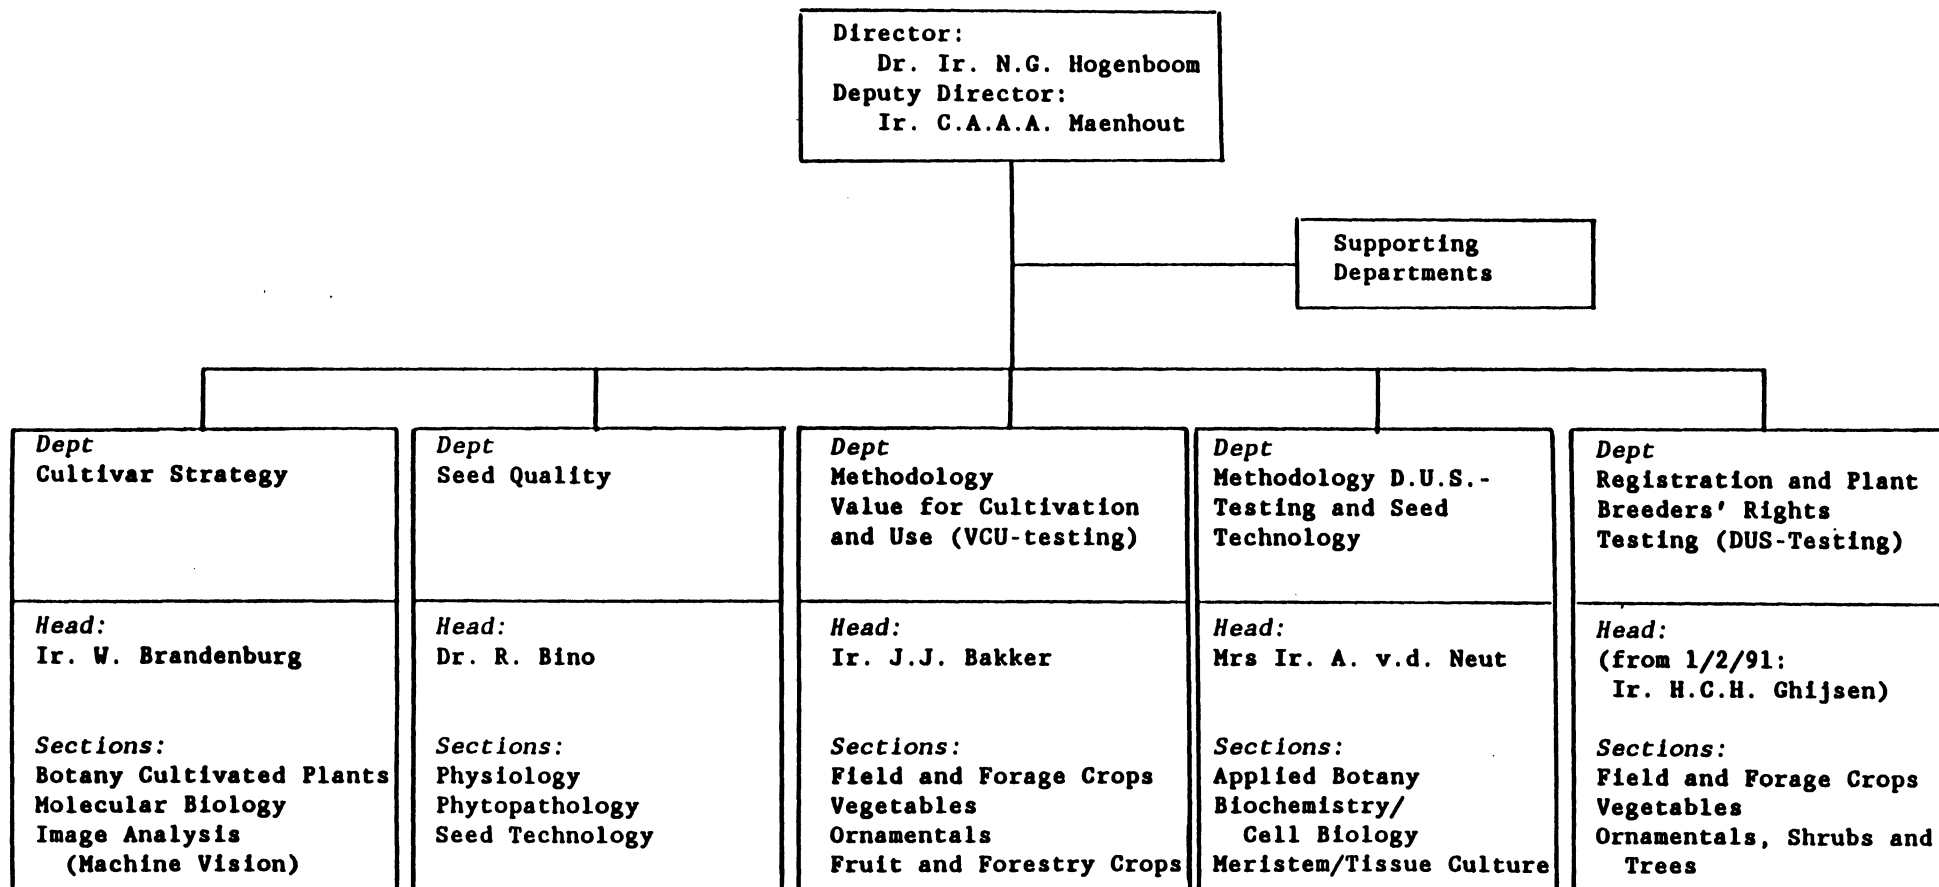 Director:
Dr. Ir. N.G. Hogenboom
Deputy Director:
Ir. C.A.A.A. Maenhout
Supporting
Departments
Dept
Cultivar Strategy
Head:
Ir. W. Brandenburg
Sections:
Botany Cultivated Plants
Molecular Biology
Image Analysis
(Machine Vision)
Dept
Seed Quality
Head:
Dr. R. Bino
Sections:
Physiology
Phytopathology
Seed Technology
Dept
Methodology
Value for Cultivation
and Use (VCU-testing)
Head:
Ir. J.J. Bakker
Sections:
Field and Forage Crops
Vegetables
Ornamentals
Fruit and Forestry Crops
Dept
Methodology D.U.S.-
Testing and Seed
Technology
Head:
Mrs Ir. A. v.d. Neut
Sections:
Applied Botany
Biochemistry/
Cell Biology
Meristem/Tissue Culture
Dept
Registration and Plant
Breeders' Rights
Testing (DUS-Testing)
Head:
(from 1/2/91:
Ir. H.C.H. Ghijsen)
Sections:
Field and Forage Crops
Vegetables
Ornamentals, Shrubs and
Trees